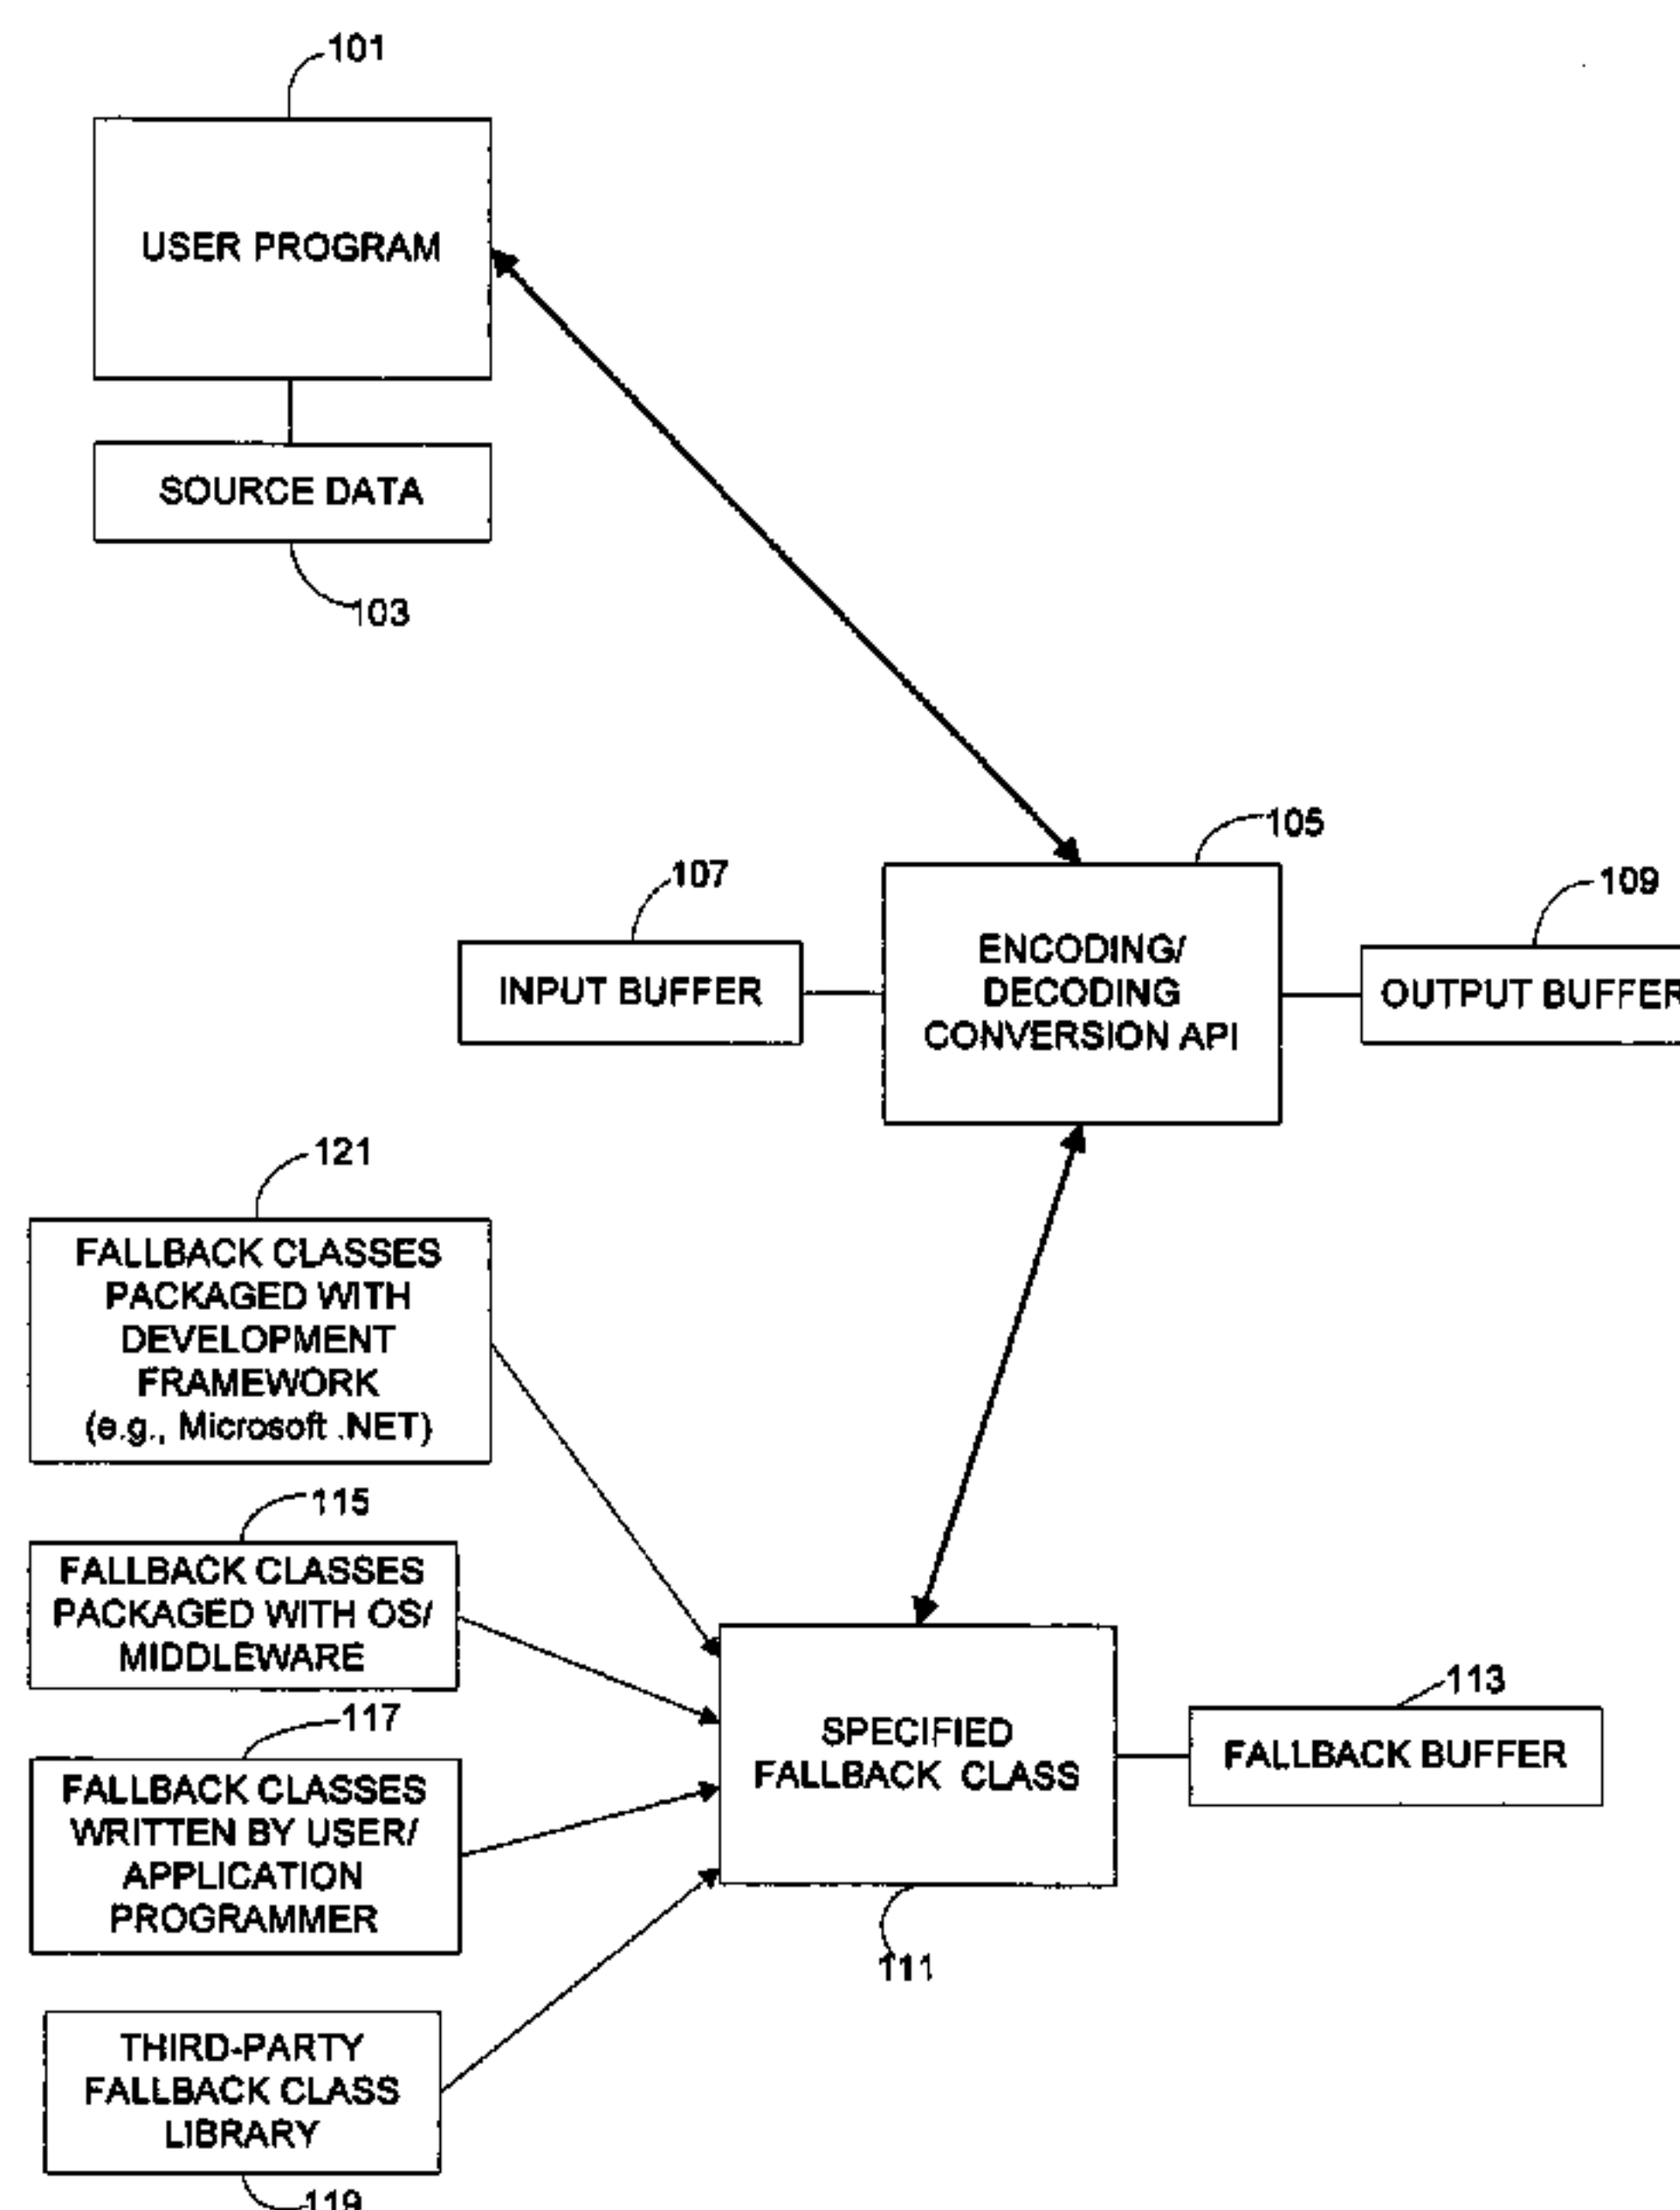 101
USER PROGRAM
SOURCE DATA
103
105
107
109
ENCODING/
DECODING
CONVERSION API
INPUT BUFFER
OUTPUT BUFFER
121
FALLBACK CLASSES
PACKAGED WITH
DEVELOPMENT
FRAMEWORK
(e.g., Microsoft .NET)
115
FALLBACK CLASSES
PACKAGED WITH OS/
MIDDLEWARE
117
FALLBACK CLASSES
WRITTEN BY USER/
APPLICATION
PROGRAMMER
SPECIFIED
FALLBACK CLASS
111
113
FALLBACK BUFFER
THIRD-PARTY
FALLBACK CLASS
LIBRARY
119